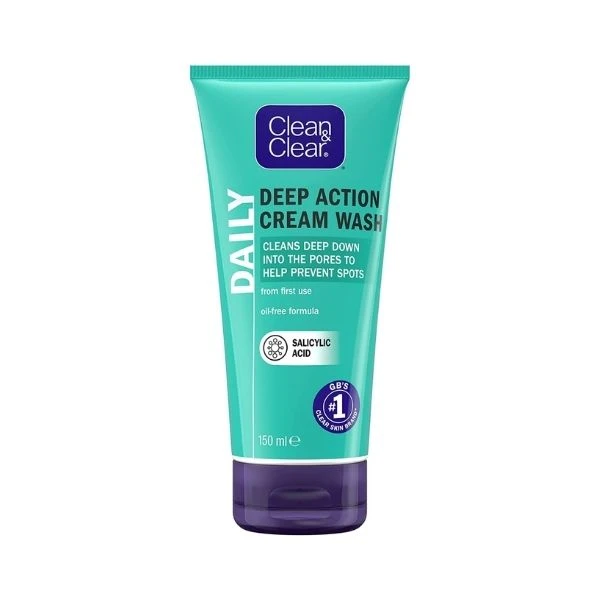 Clean &
Clear®
DAILY
DEEP ACTION
CREAM WASH
CLEANS DEEP DOWN
INTO THE PORES TO
HELP PREVENT SPOTS
from first use
oil-free formula
SALICYLIC
ACID
GB'S
#1
CLEAR SKIN BRAND*
150 ml ℮